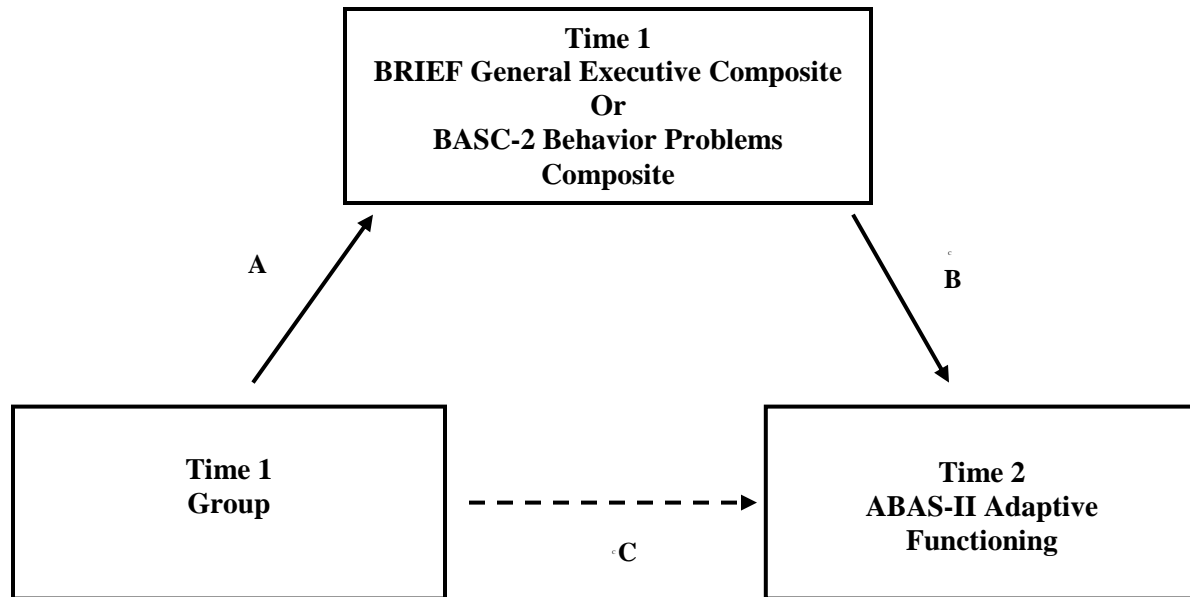 Time 1
BRIEF General Executive Composite
Or
BASC-2 Behavior Problems
Composite
A
c
B
Time 1
Group
Time 2
ABAS-II Adaptive
Functioning
c C